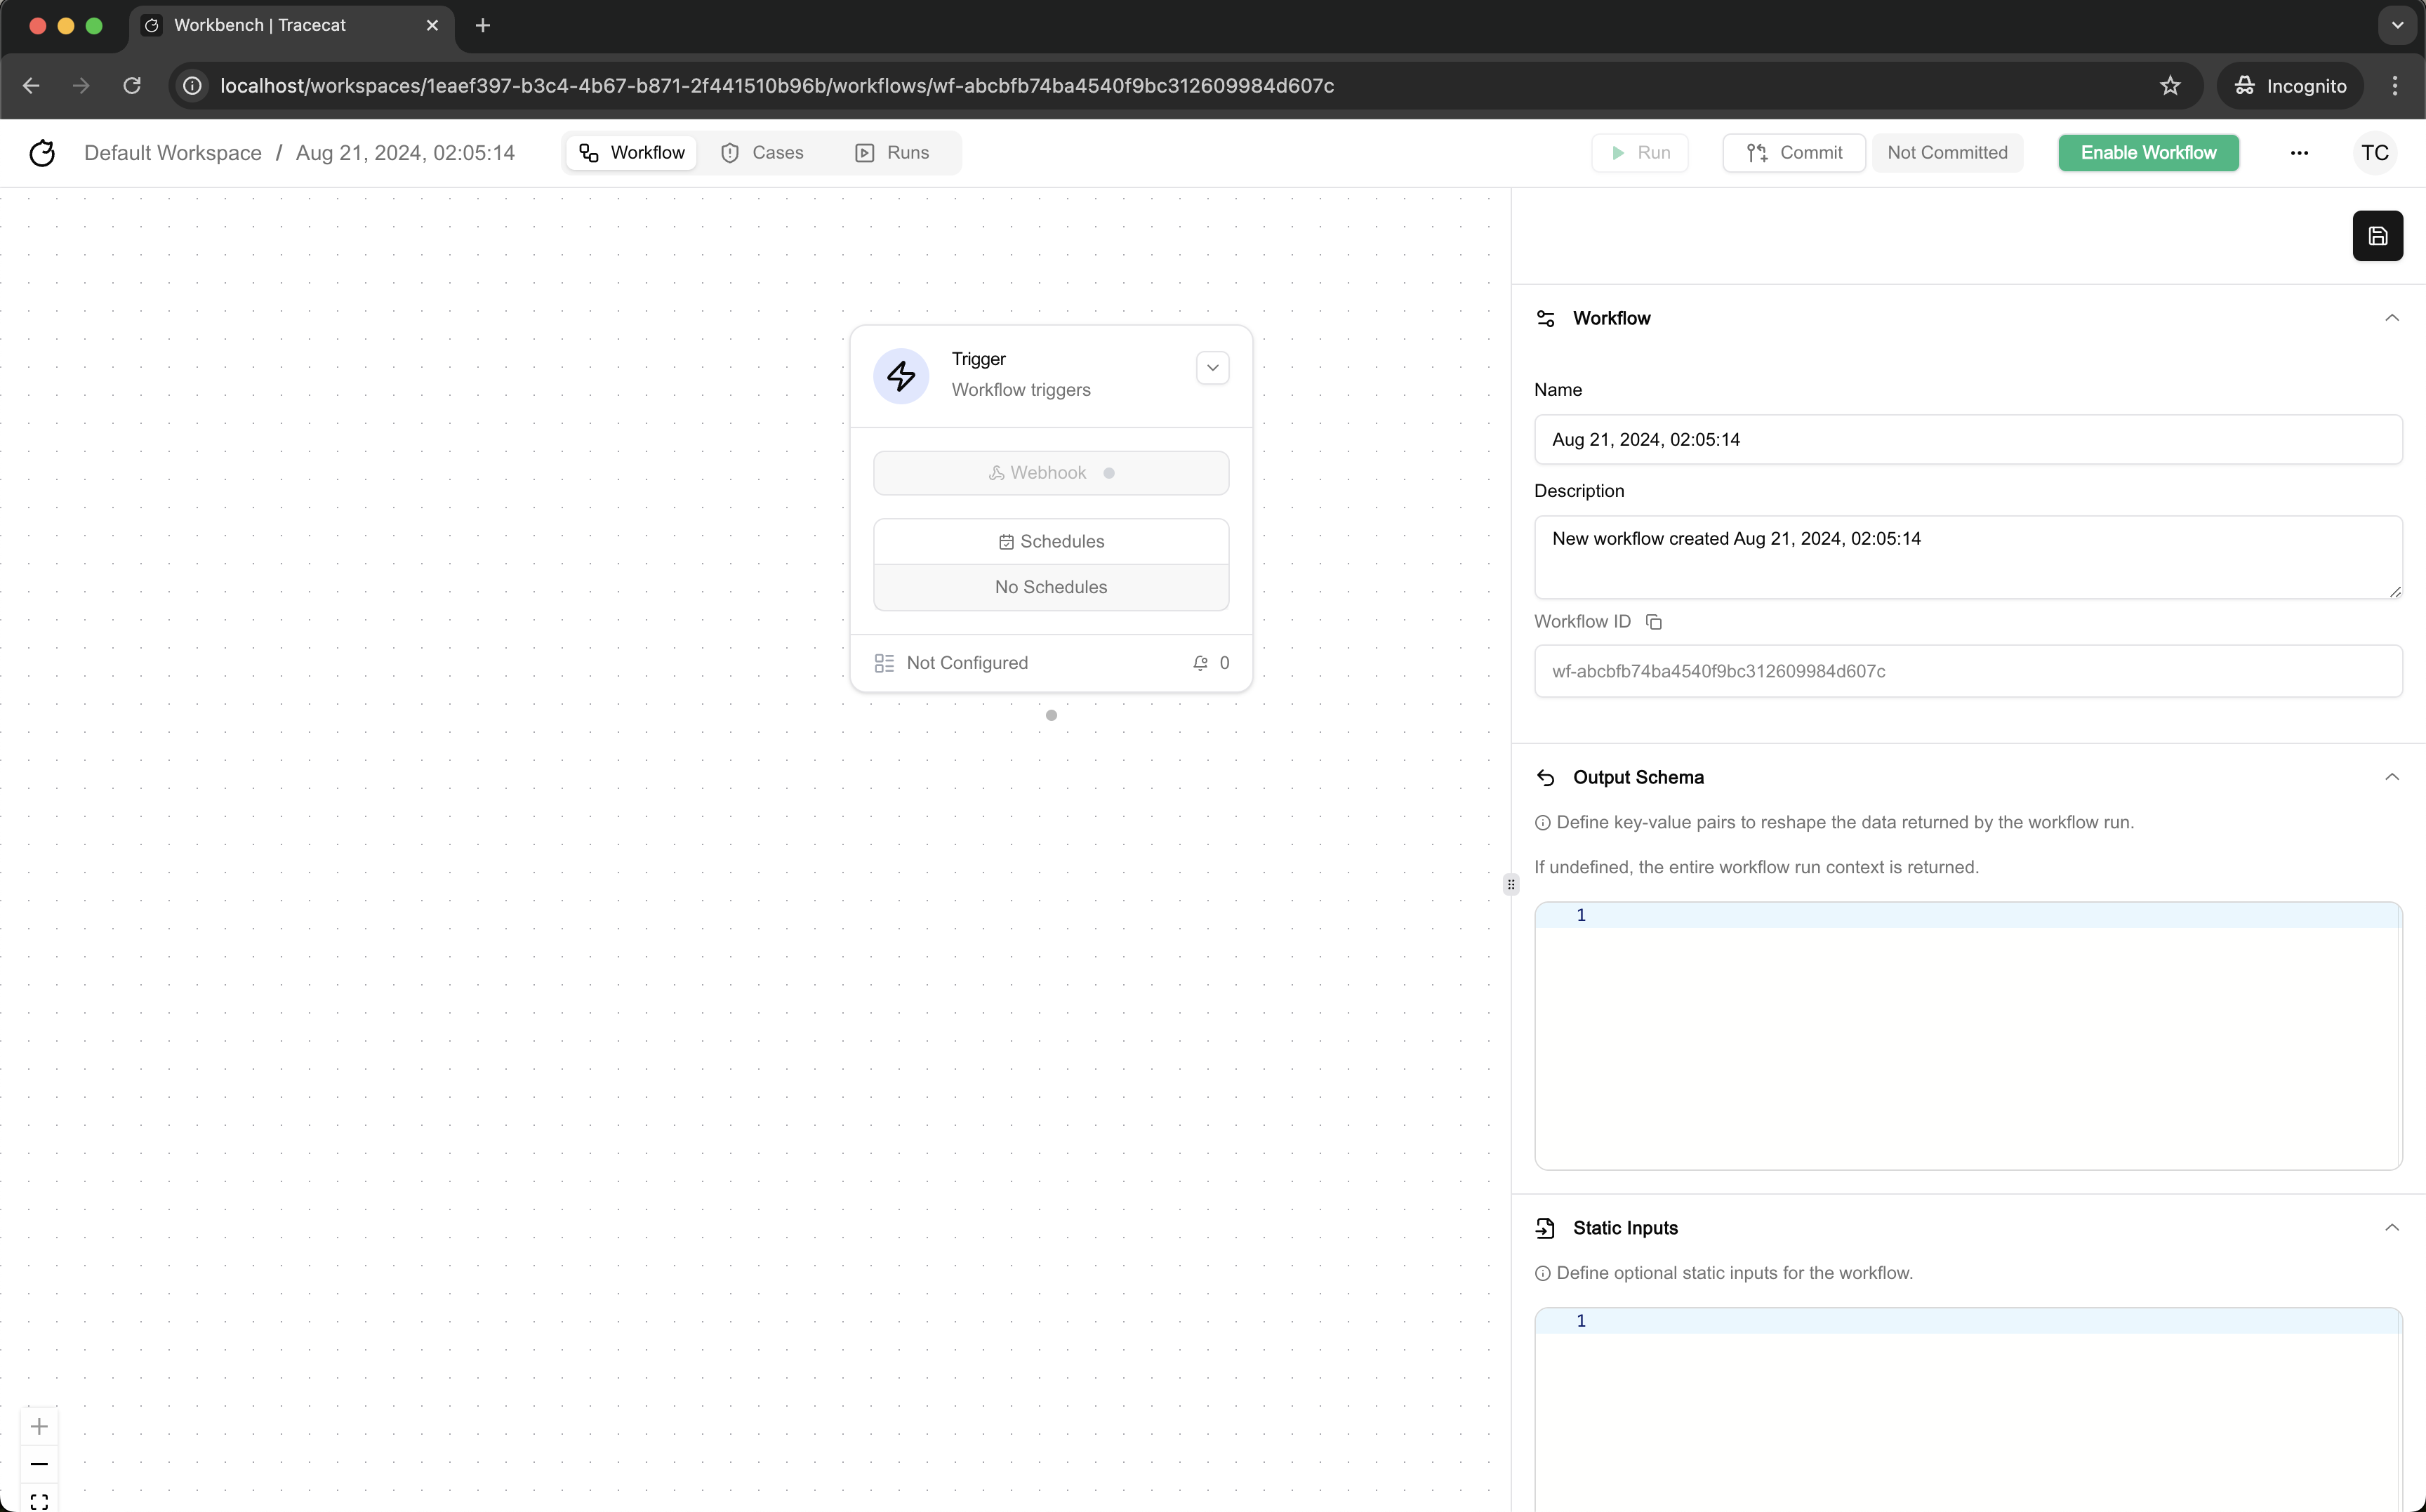 Workbench | Tracecat
localhost/workspaces/1eaef397-b3c4-4b67-b871-2f441510b96b/workflows/wf-abcbfb74ba4540f9bc312609984d607c
Incognito
Default Workspace / Aug 21, 2024, 02:05:14
Workflow
Cases
Runs
Run
Commit
Not Committed
Enable Workflow
TC
Trigger
Workflow triggers
Webhook
Schedules
No Schedules
Not Configured
0
Workflow
Name
Aug 21, 2024, 02:05:14
Description
New workflow created Aug 21, 2024, 02:05:14
Workflow ID
wf-abcbfb74ba4540f9bc312609984d607c
Output Schema
Define key-value pairs to reshape the data returned by the workflow run.
If undefined, the entire workflow run context is returned.
1
Static Inputs
Define optional static inputs for the workflow.
1